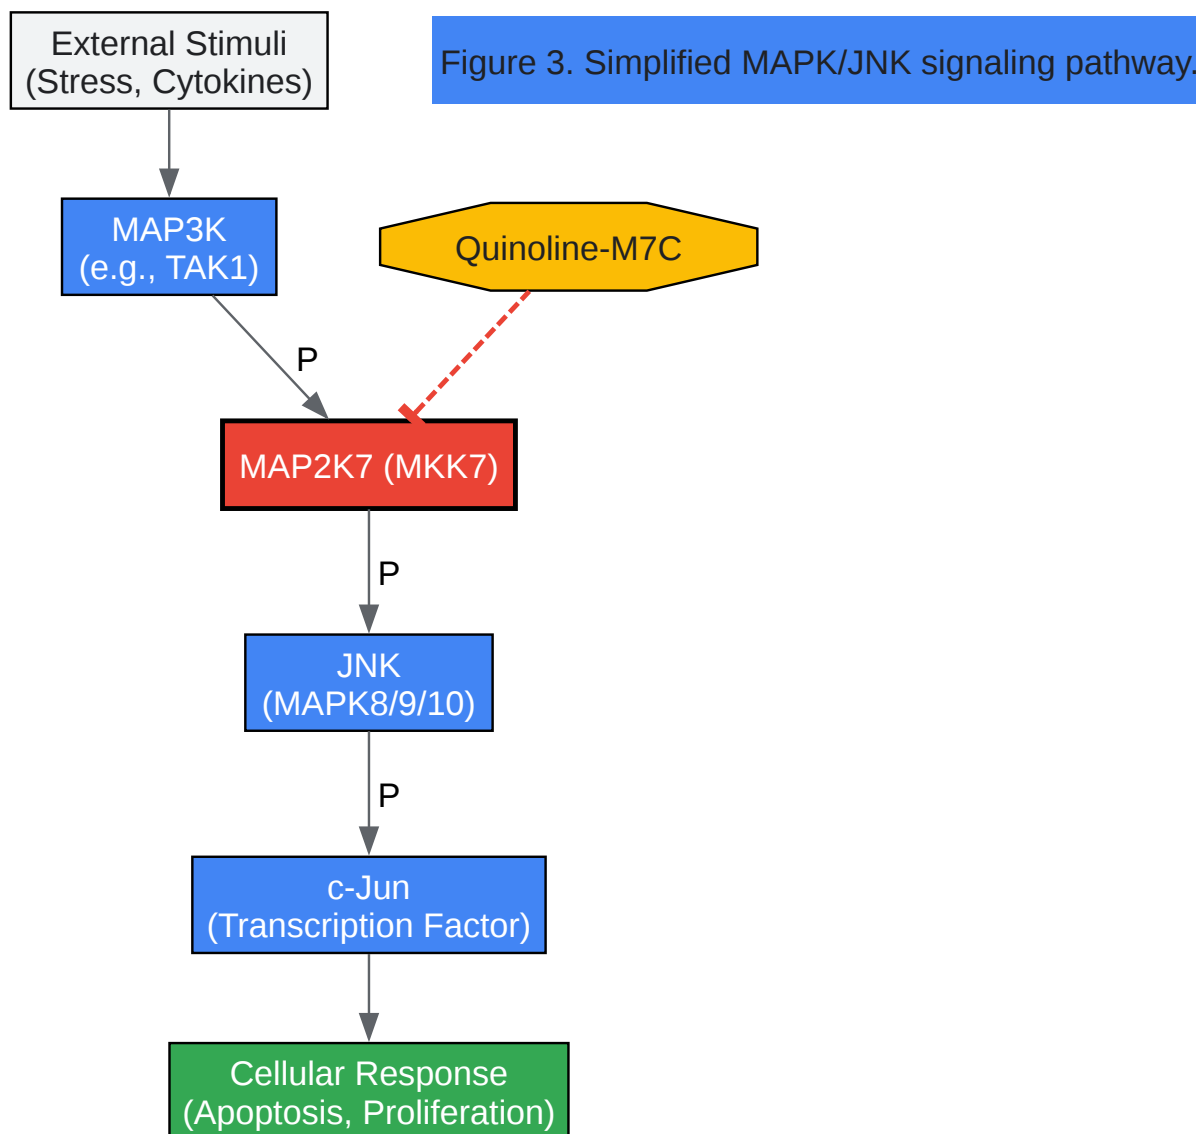 External Stimuli
(Stress, Cytokines)
Figure 3. Simplified MAPK/JNK signaling pathway.
MAP3K
(e.g., TAK1)
Quinoline-M7C
P
MAP2K7 (MKK7)
P
JNK
(MAPK8/9/10)
P
c-Jun
(Transcription Factor)
Cellular Response
(Apoptosis, Proliferation)